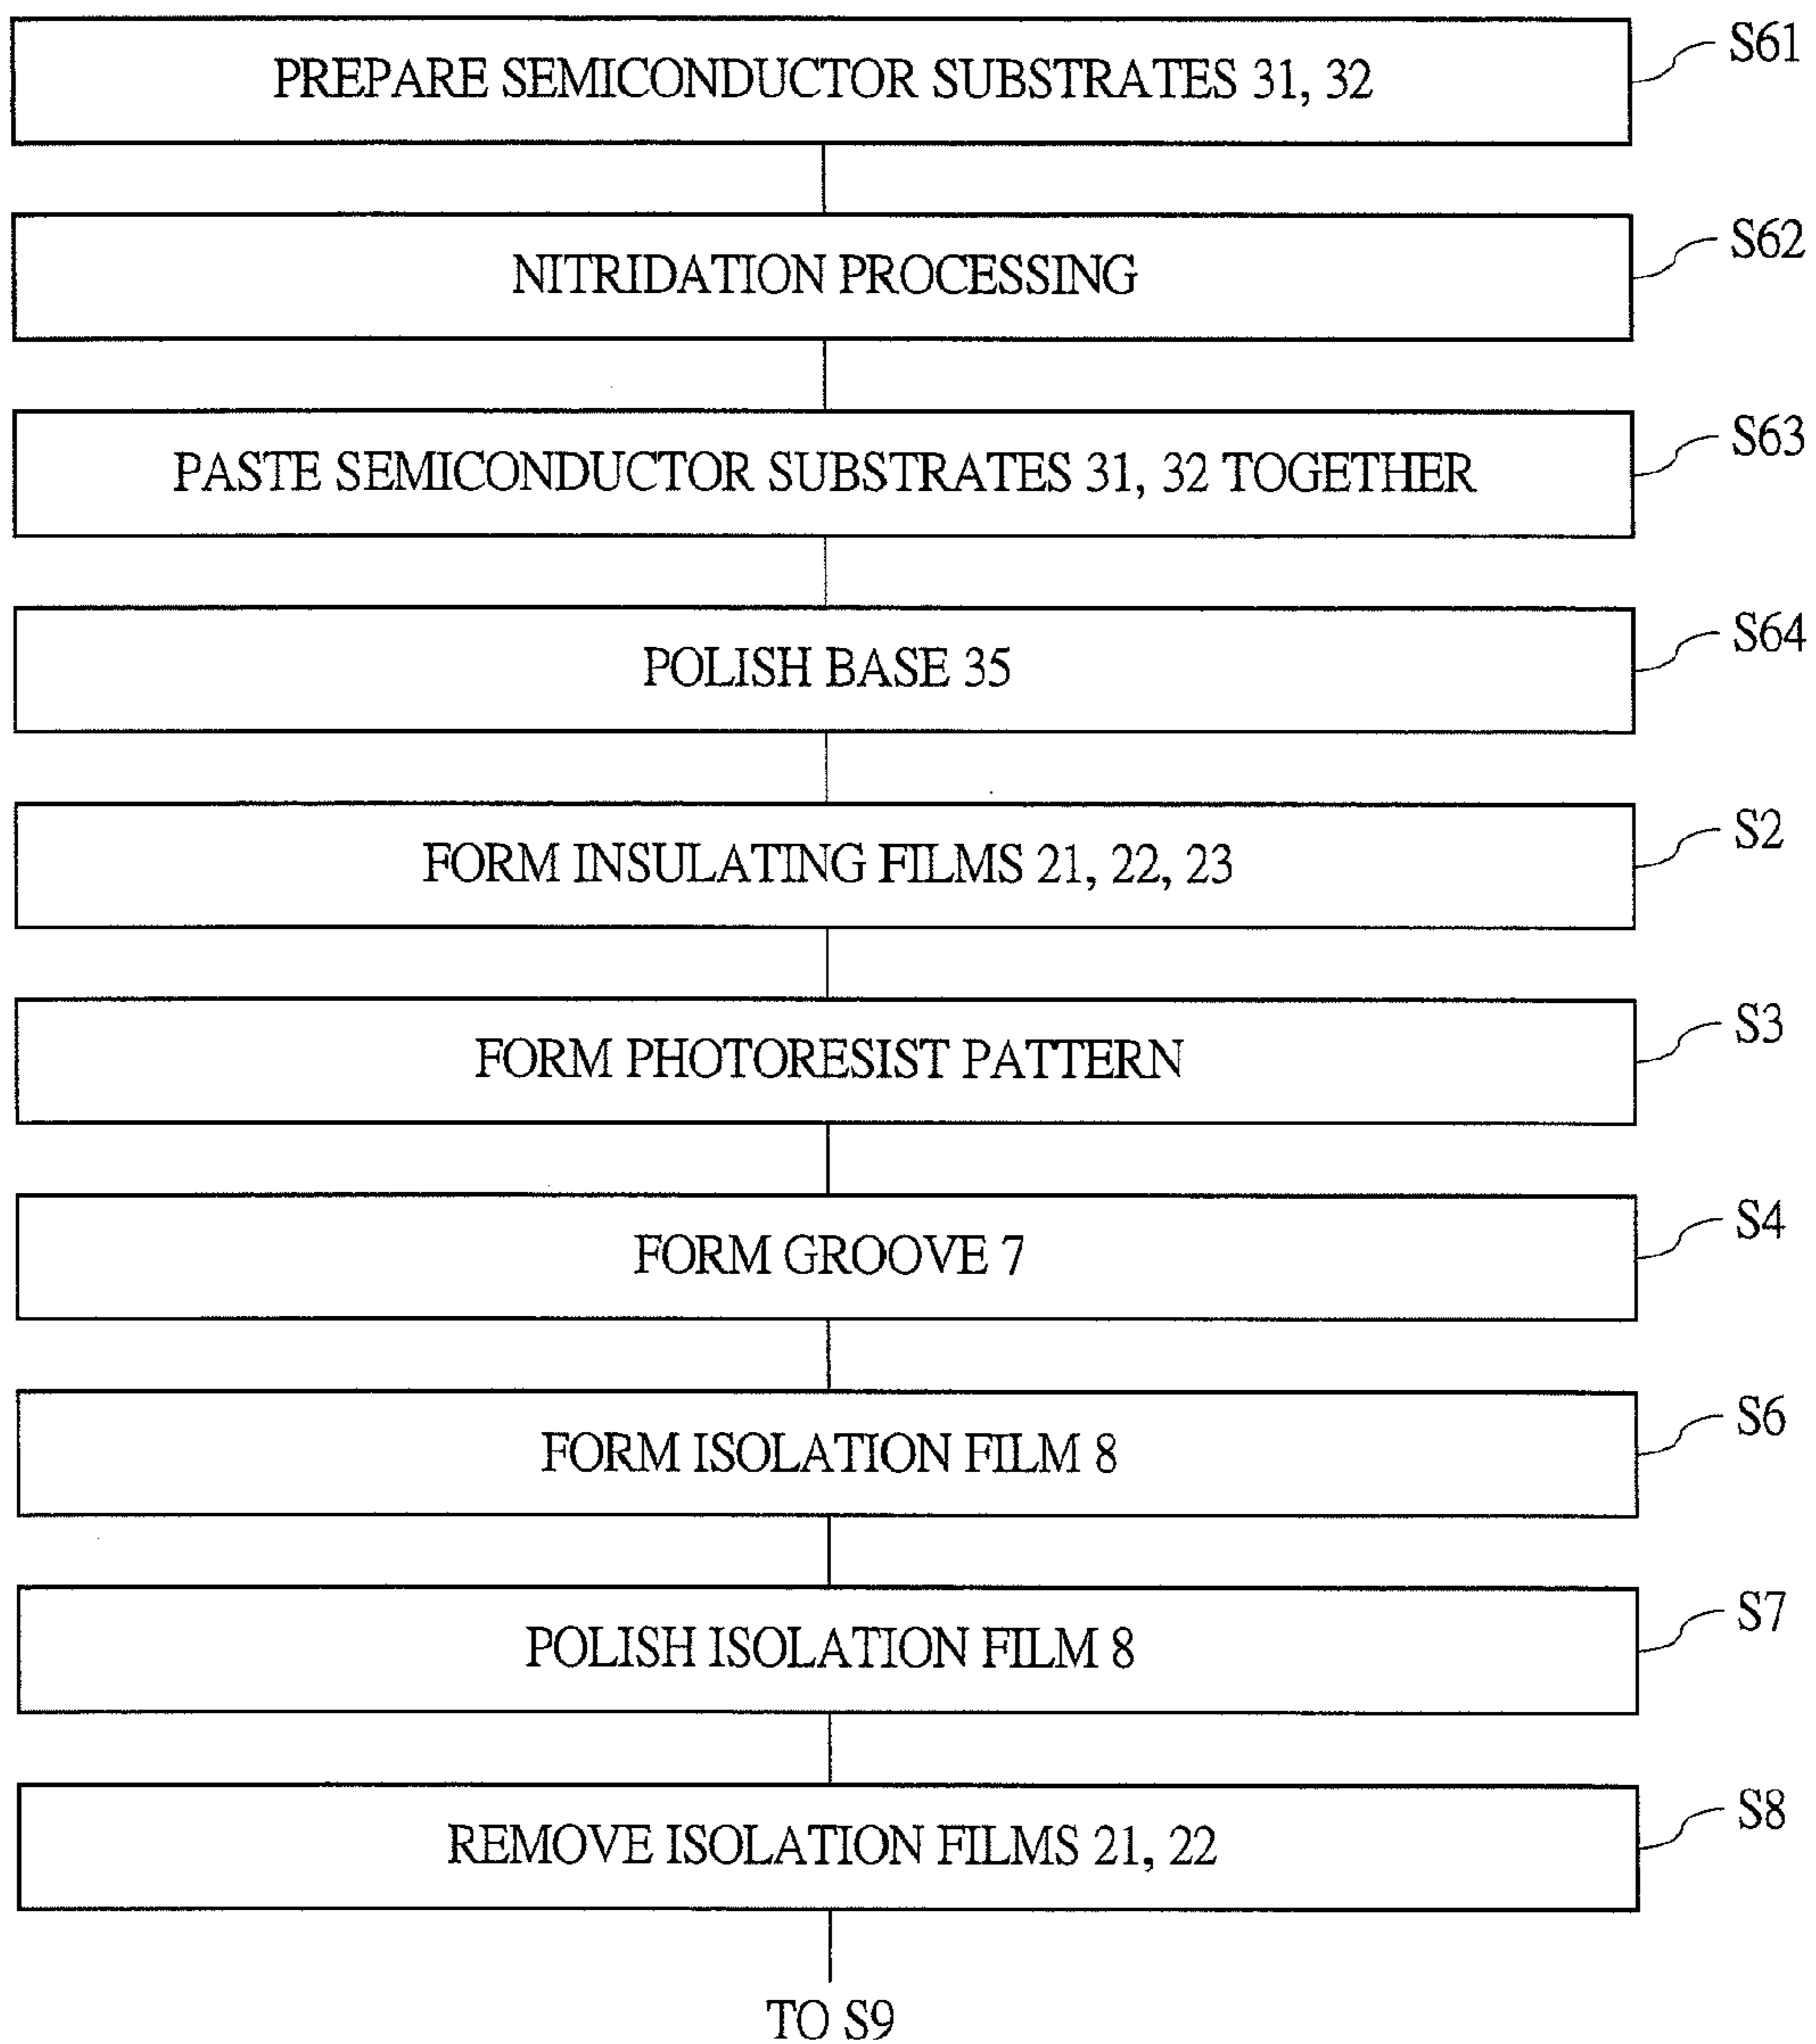 PREPARE SEMICONDUCTOR SUBSTRATES 31, 32
S61
NITRIDATION PROCESSING
S62
PASTE SEMICONDUCTOR SUBSTRATES 31, 32 TOGETHER
S63
POLISH BASE 35
S64
FORM INSULATING FILMS 21, 22, 23
S2
FORM PHOTORESIST PATTERN
S3
FORM GROOVE 7
S4
FORM ISOLATION FILM 8
S6
POLISH ISOLATION FILM 8
S7
REMOVE ISOLATION FILMS 21, 22
S8
TO S9